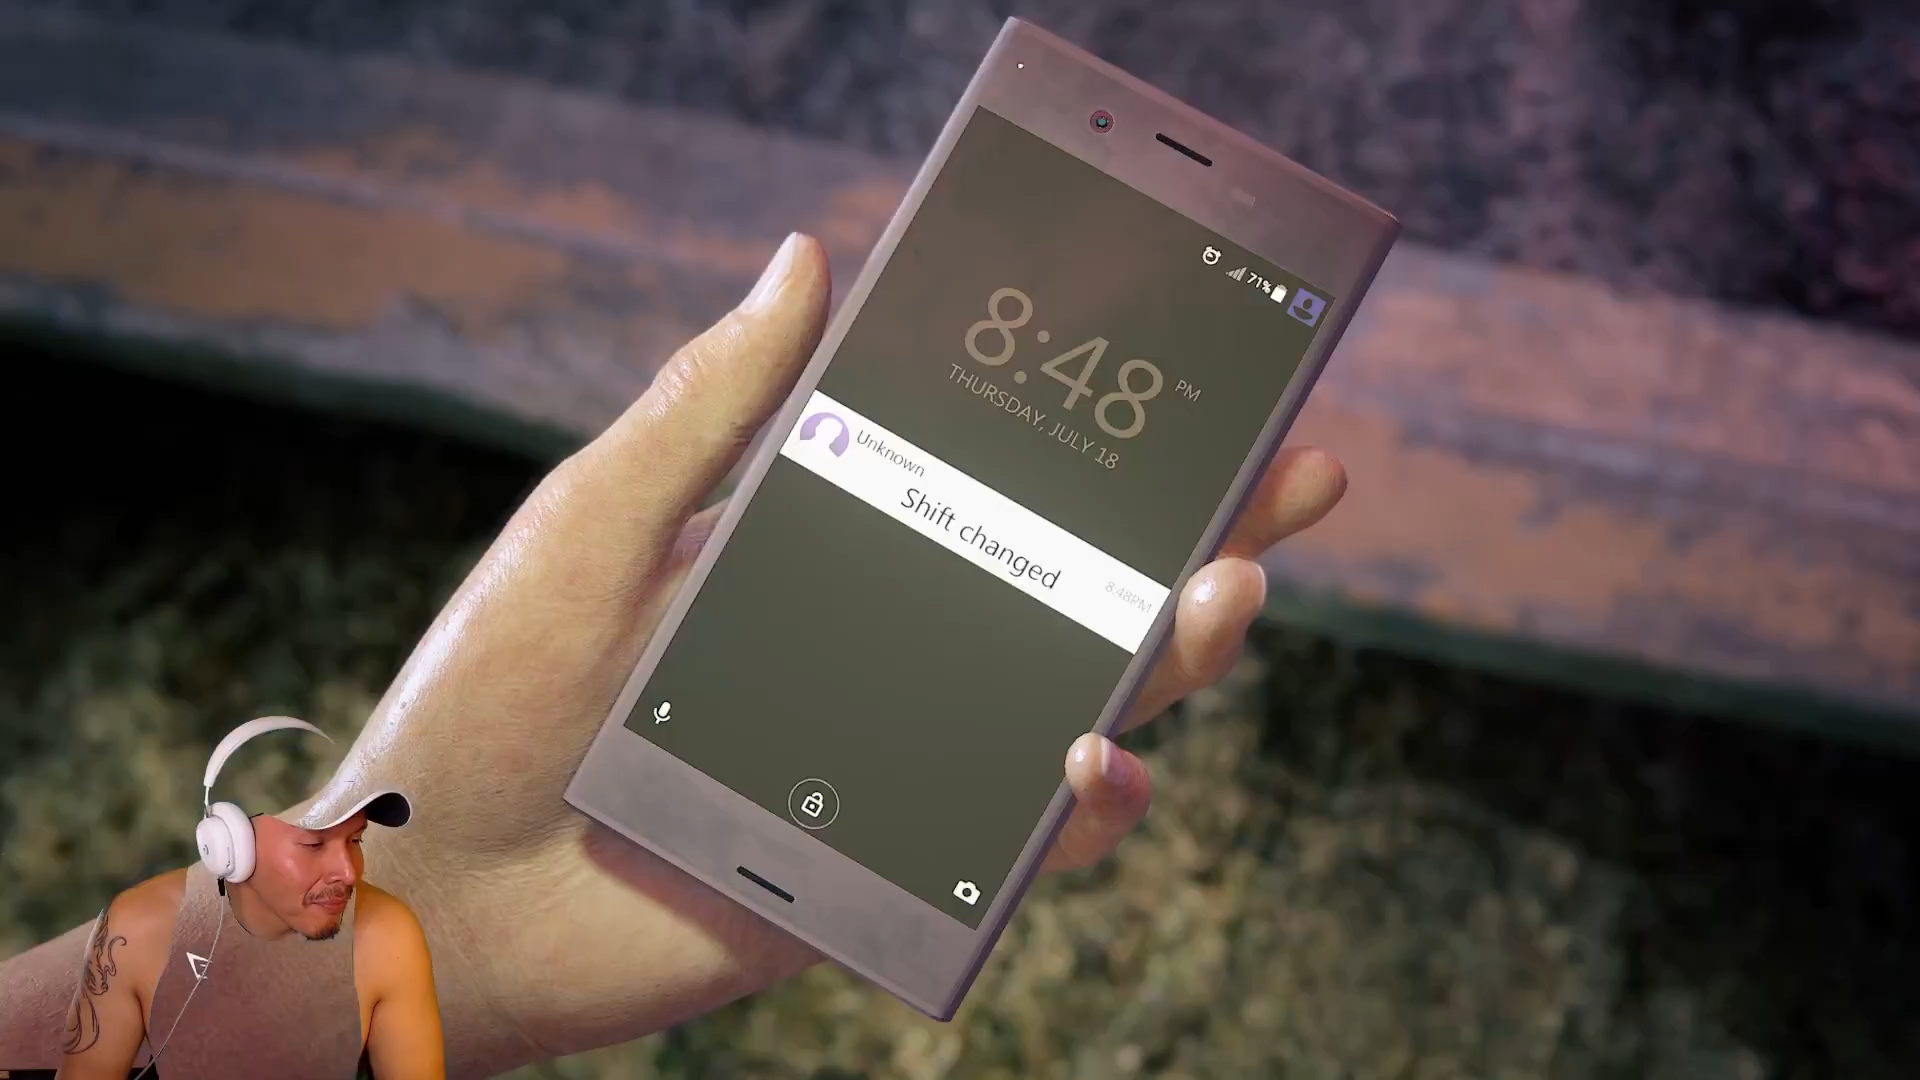 71%
8:48 PM
THURSDAY, JULY 18
Unknown
Shift changed
8:48PM